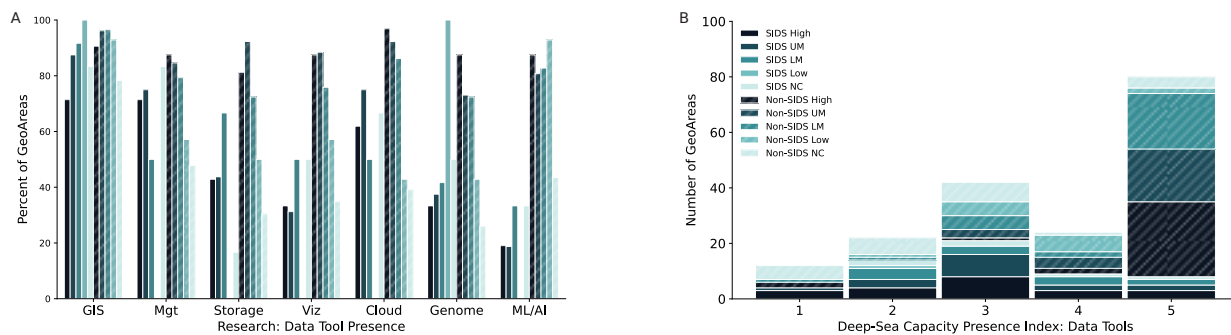 A
Percent of GeoAreas
100
80
60
40
20
0
GIS
Mgt
Storage
Viz
Cloud
Genome
ML/AI
Research: Data Tool Presence
B
Number of GeoAreas
100
80
60
40
20
0
SIDS High
SIDS UM
SIDS LM
SIDS Low
SIDS NC
Non-SIDS High
Non-SIDS UM
Non-SIDS LM
Non-SIDS Low
Non-SIDS NC
1
2
3
4
5
Deep-Sea Capacity Presence Index: Data Tools